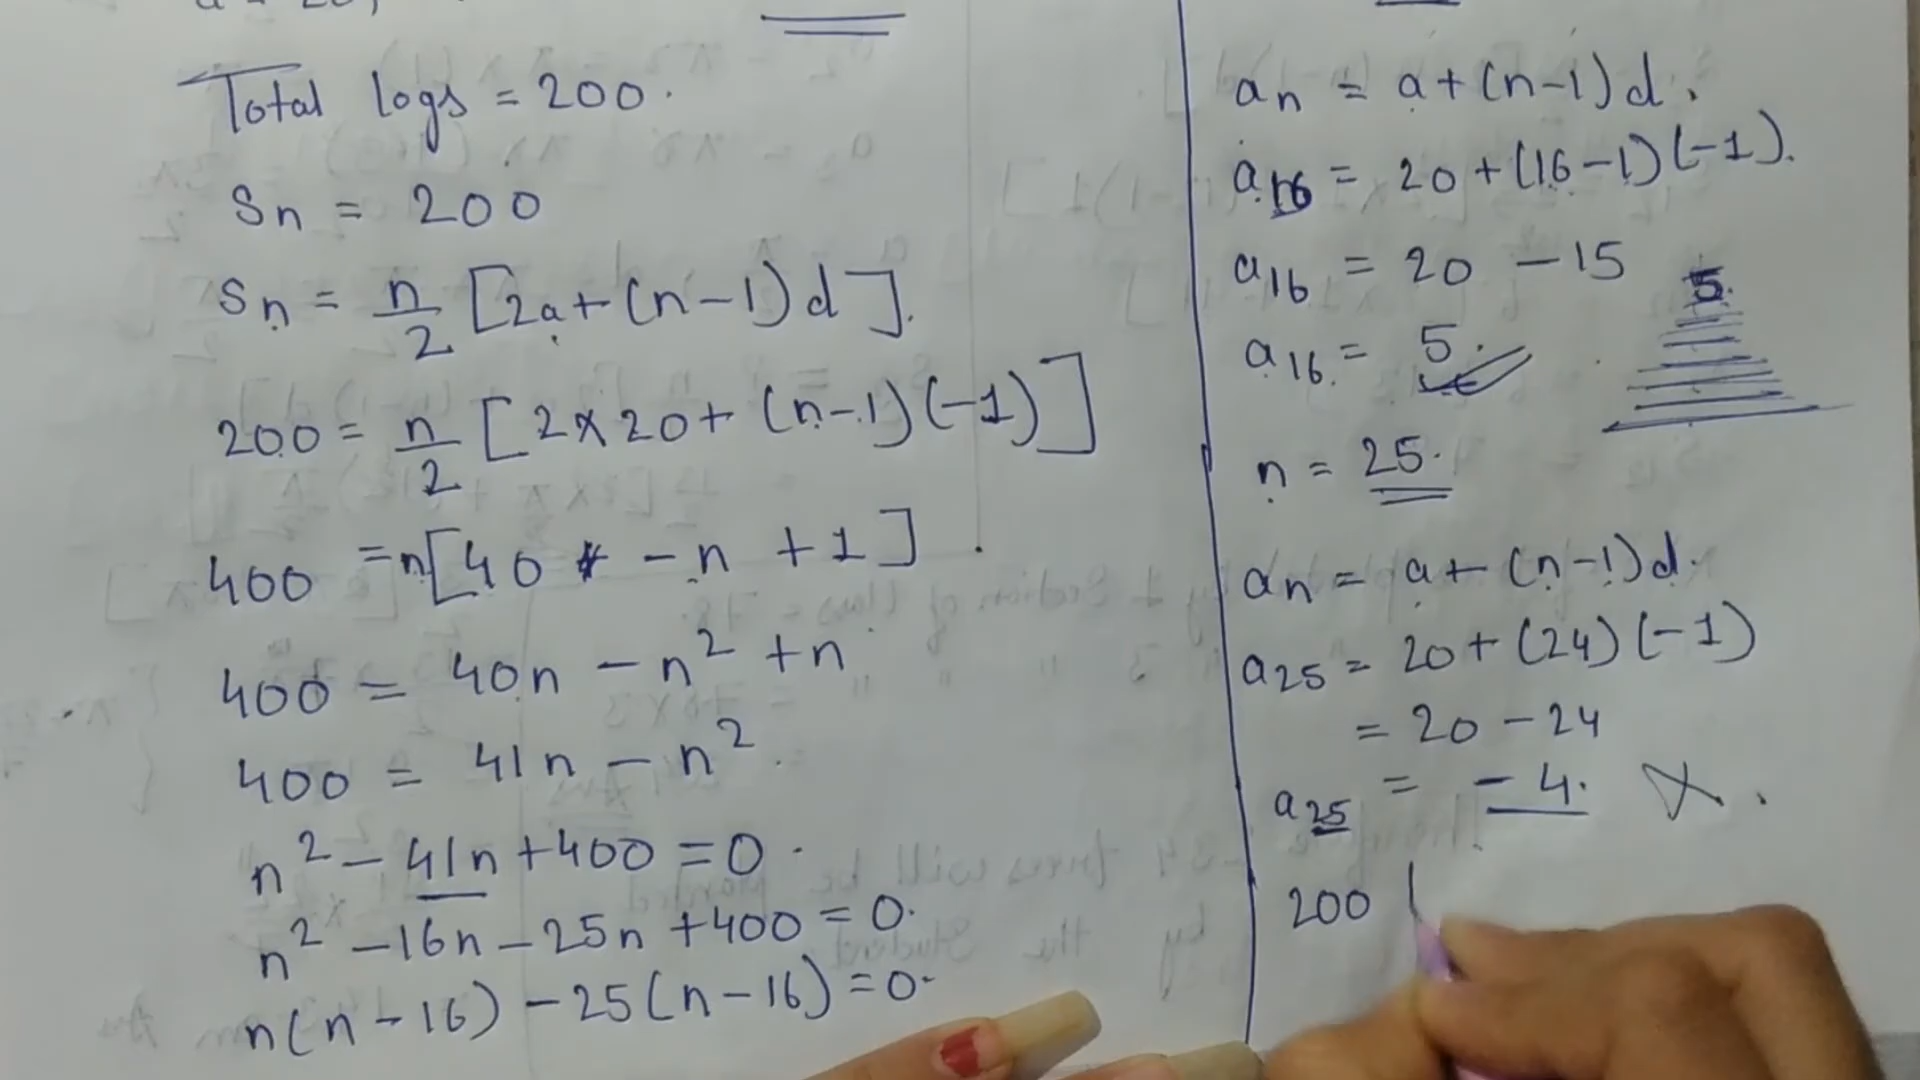 Total logs = 200.
Sn = 200
Sn = n/2 [2a + (n-1) d].
200 = n/2 [2×20 + (n-1) (-1)]
400 = n[40 - n + 1]
400 = 40n - n² + n
400 = 41n - n²
n² - 41n + 400 = 0.
n² - 16n - 25n + 400 = 0.
n(n - 16) - 25(n - 16) = 0.
an = a + (n-1) d.
a16 = 20 + (16-1) (-1).
a16 = 20 - 15
a16 = 5.
5.
n = 25.
an = a + (n-1) d.
a25 = 20 + (24) (-1)
= 20 - 24
a25 = - 4. ×.
200